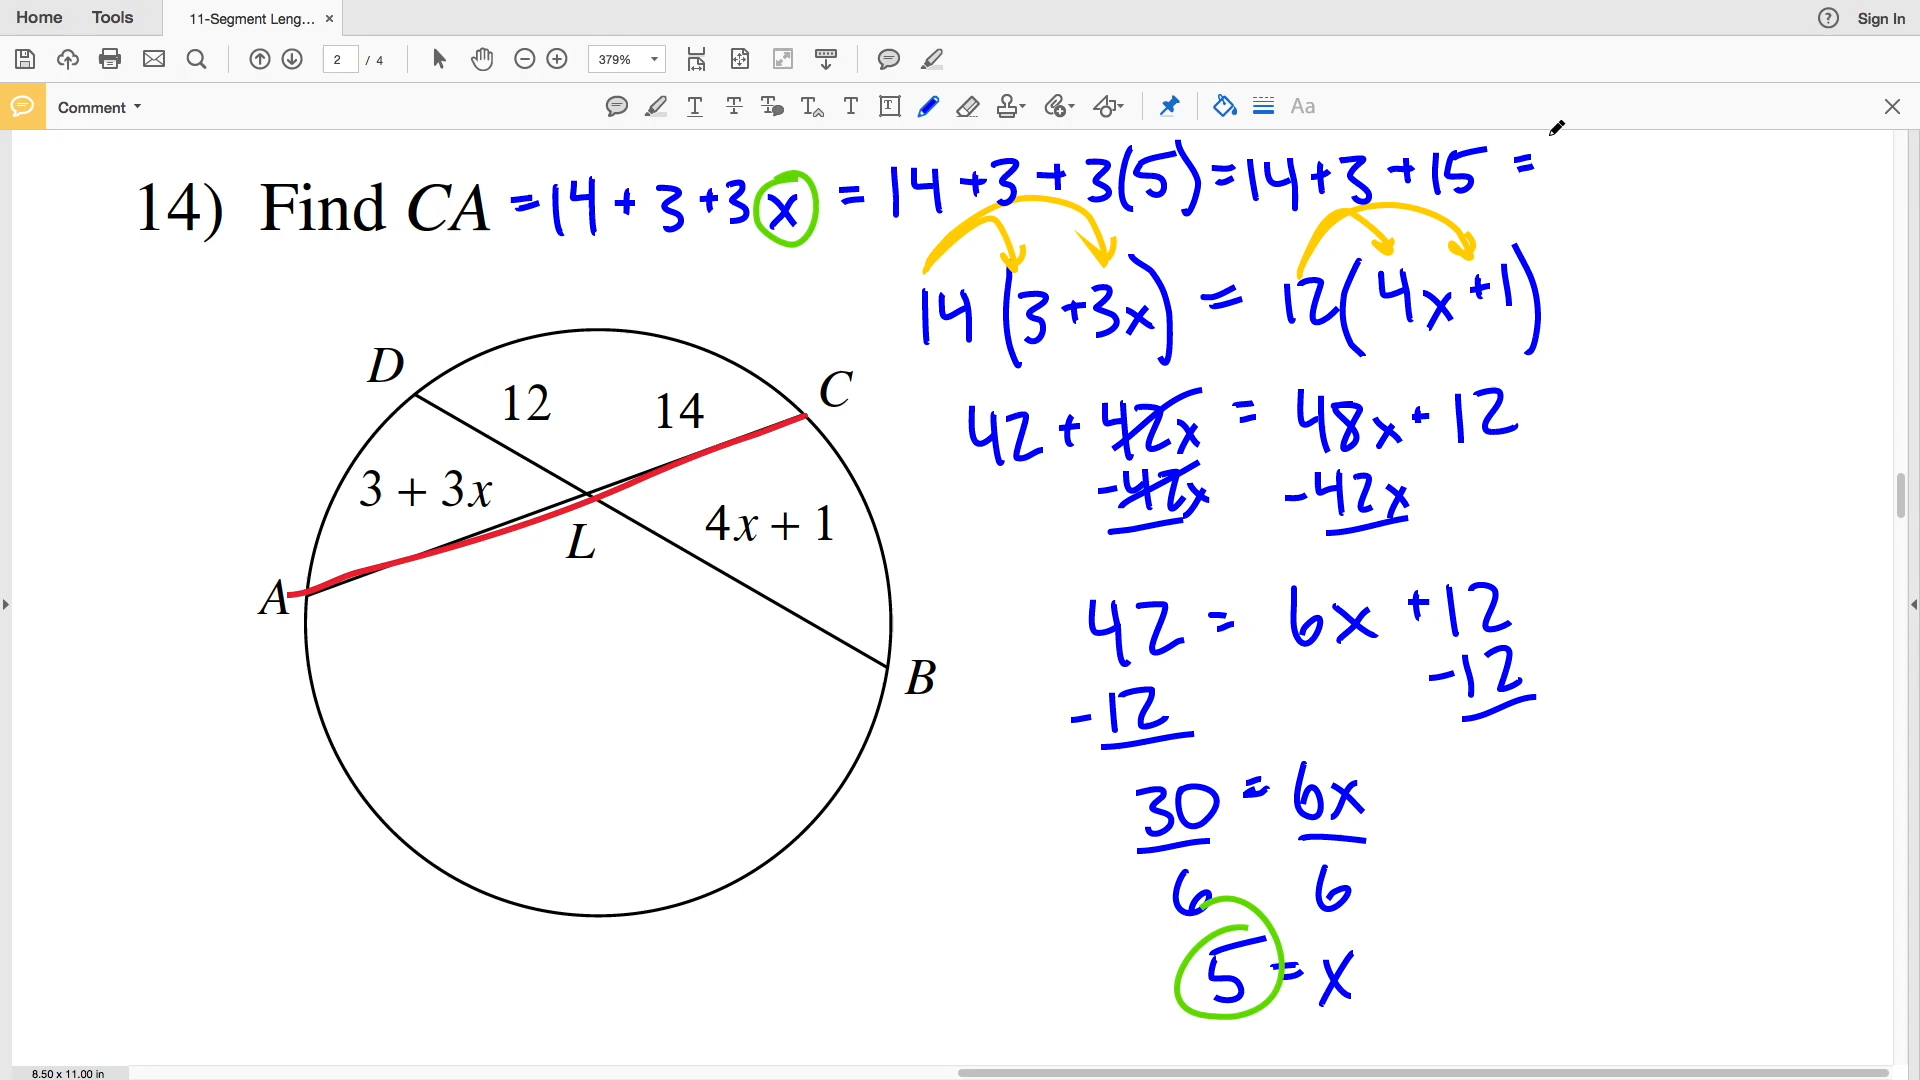 Home Tools 11-Segment Leng... × ? Sign In
2 / 4 379%
Comment T T T T T T Aa
14) Find CA = 14 + 3 + 3x = 14 + 3 + 3(5) = 14 + 3 + 15 =
14(3 + 3x) = 12(4x + 1)
D 12 14 C
42 + 42x = 48x + 12
-42x -42x
3 + 3x
4x + 1
L
A
B
42 = 6x + 12
-12 -12
30 = 6x
6 6
5 = x
8.50 x 11.00 in